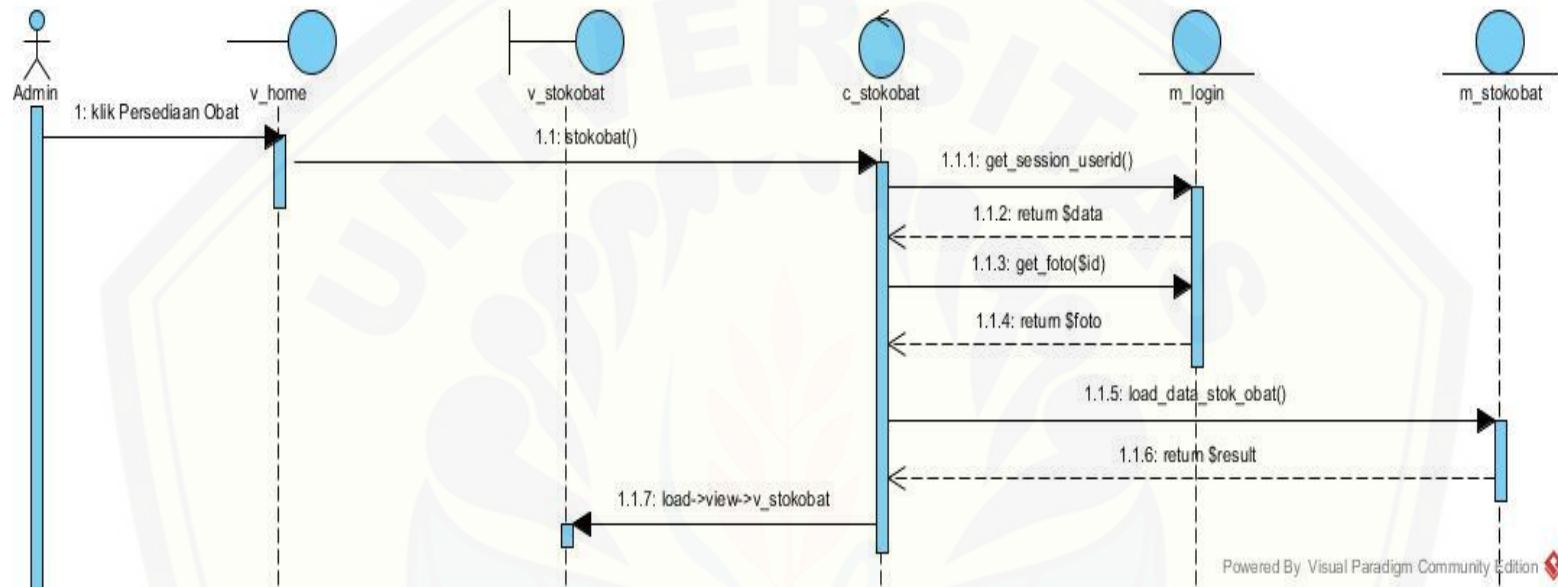 Admin
v_home
v_stokobat
c_stokobat
m_login
m_stokobat
1: klik Persediaan Obat
1.1: stokobat()
1.1.1: get_session_userid()
1.1.2: return $data
1.1.3: get_foto($id)
1.1.4: return $foto
1.1.5: load_data_stok_obat()
1.1.6: return $result
1.1.7: load->view->v_stokobat
UNIVERSITAS
Powered By Visual Paradigm Community Edition